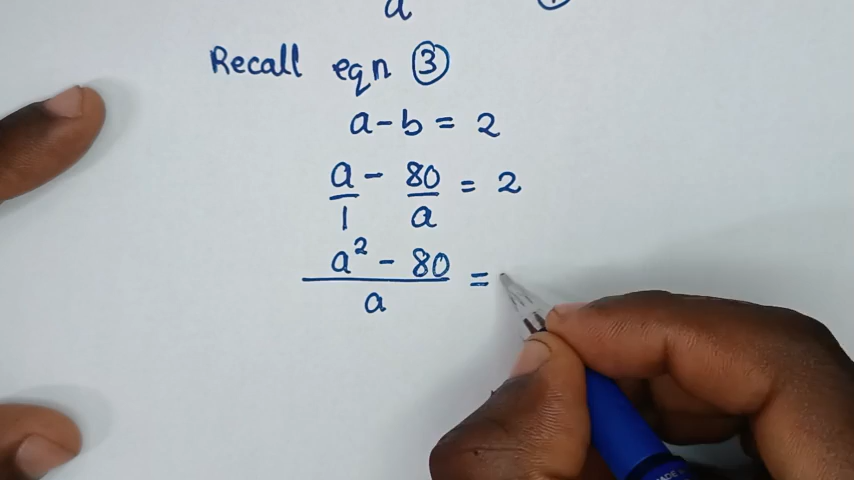 a
Recall eqn ③
a - b = 2
a/1 - 80/a = 2
a² - 80/a =